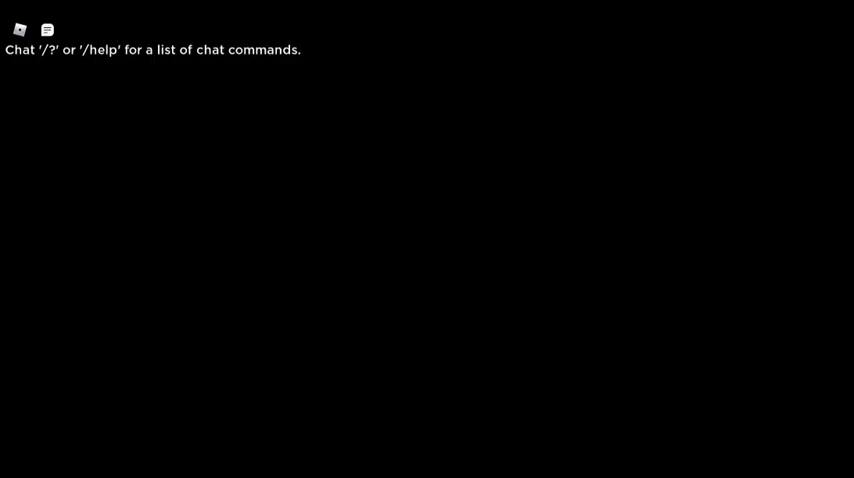 Chat '/?' or '/help' for a list of chat commands.